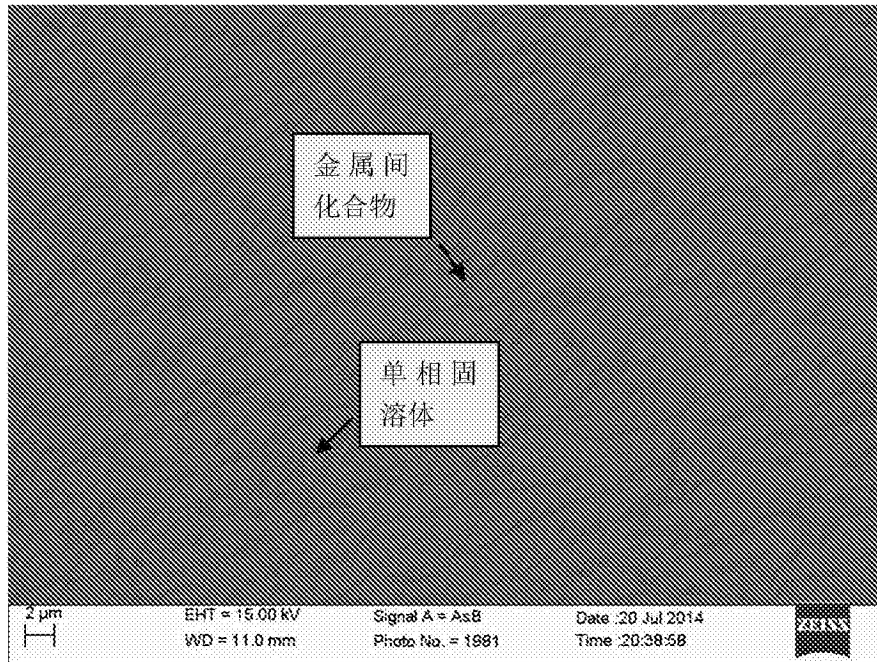 金属间
化合物
单相固
溶体
2 µm
EHT = 15.00 kV
Signal A = AsB
Date :20 Jul 2014
WD = 11.0 mm
Photo No. = 1981
Time :20:38:58
ZEISS